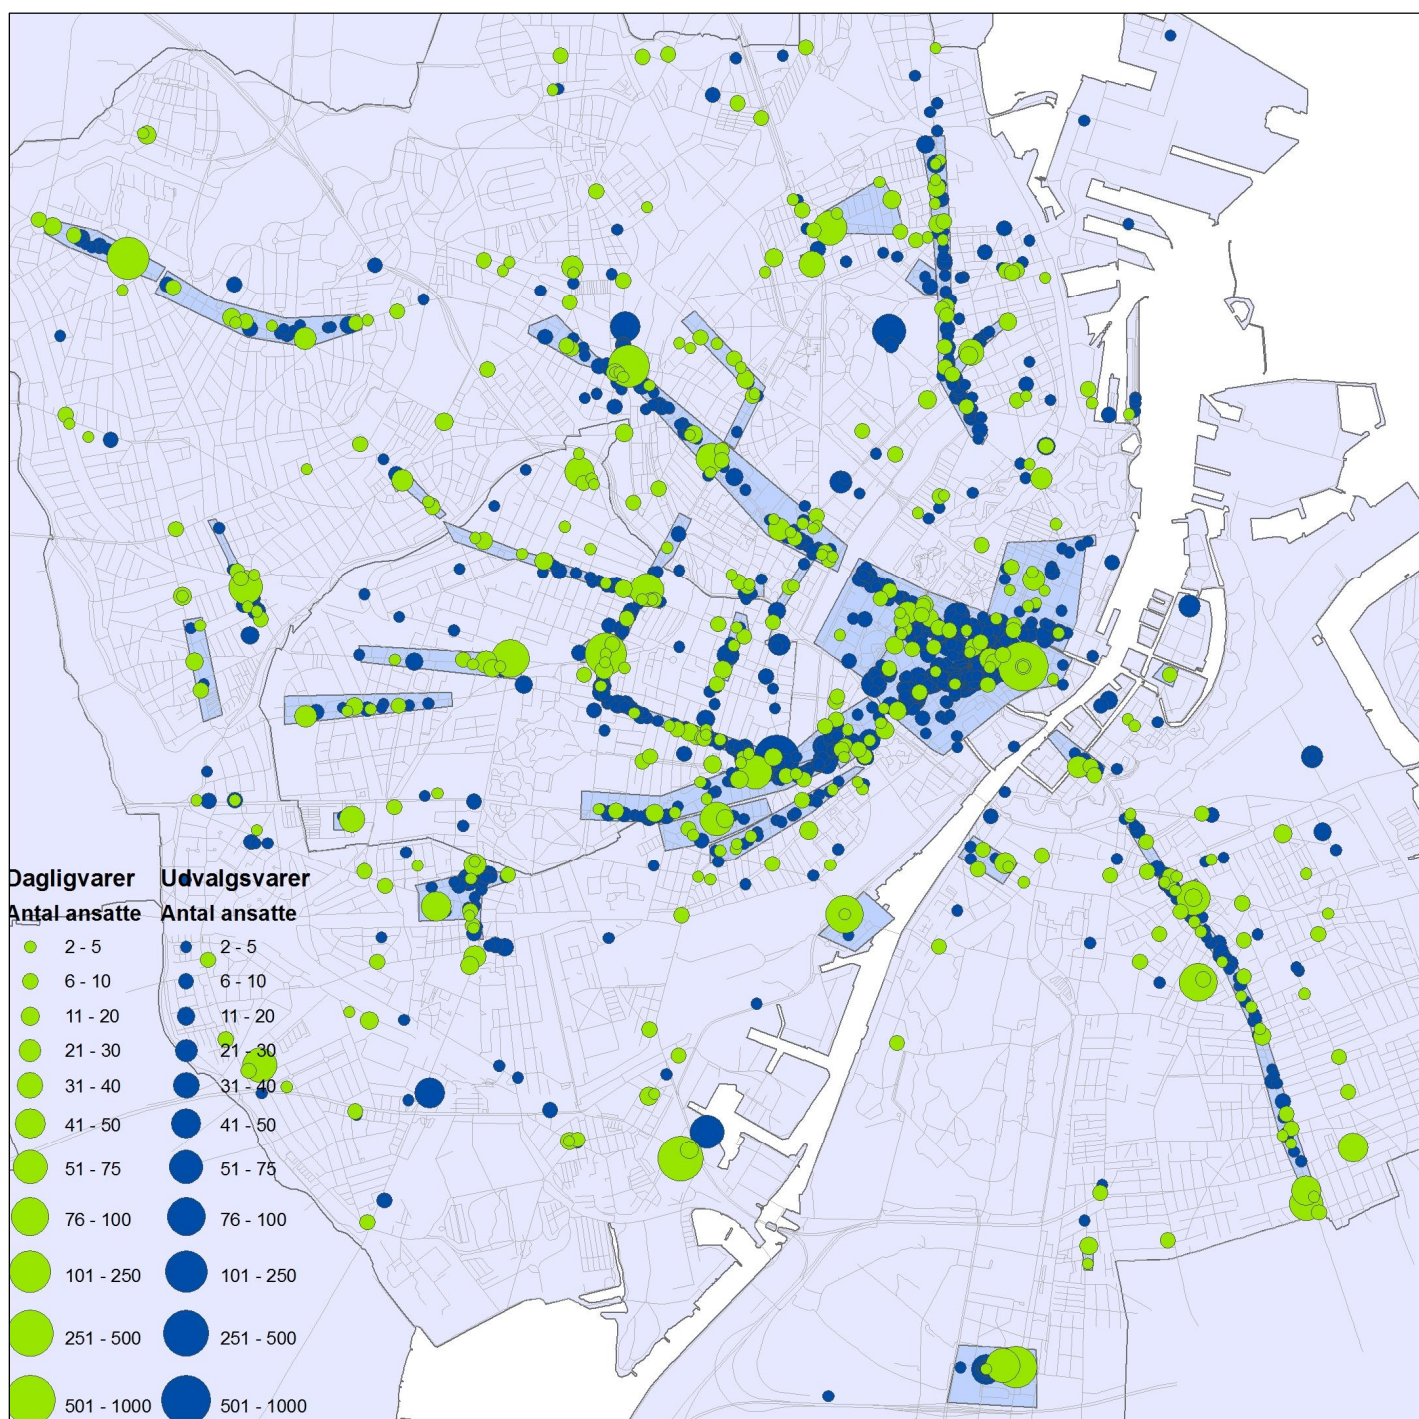 Dagligvarer Udvalgsvarer
Antal ansatte Antal ansatte
2 - 5 2 - 5
6 - 10 6 - 10
11 - 20 11 - 20
21 - 30 21 - 30
31 - 40 31 - 40
41 - 50 41 - 50
51 - 75 51 - 75
76 - 100 76 - 100
101 - 250 101 - 250
251 - 500 251 - 500
501 - 1000 501 - 1000